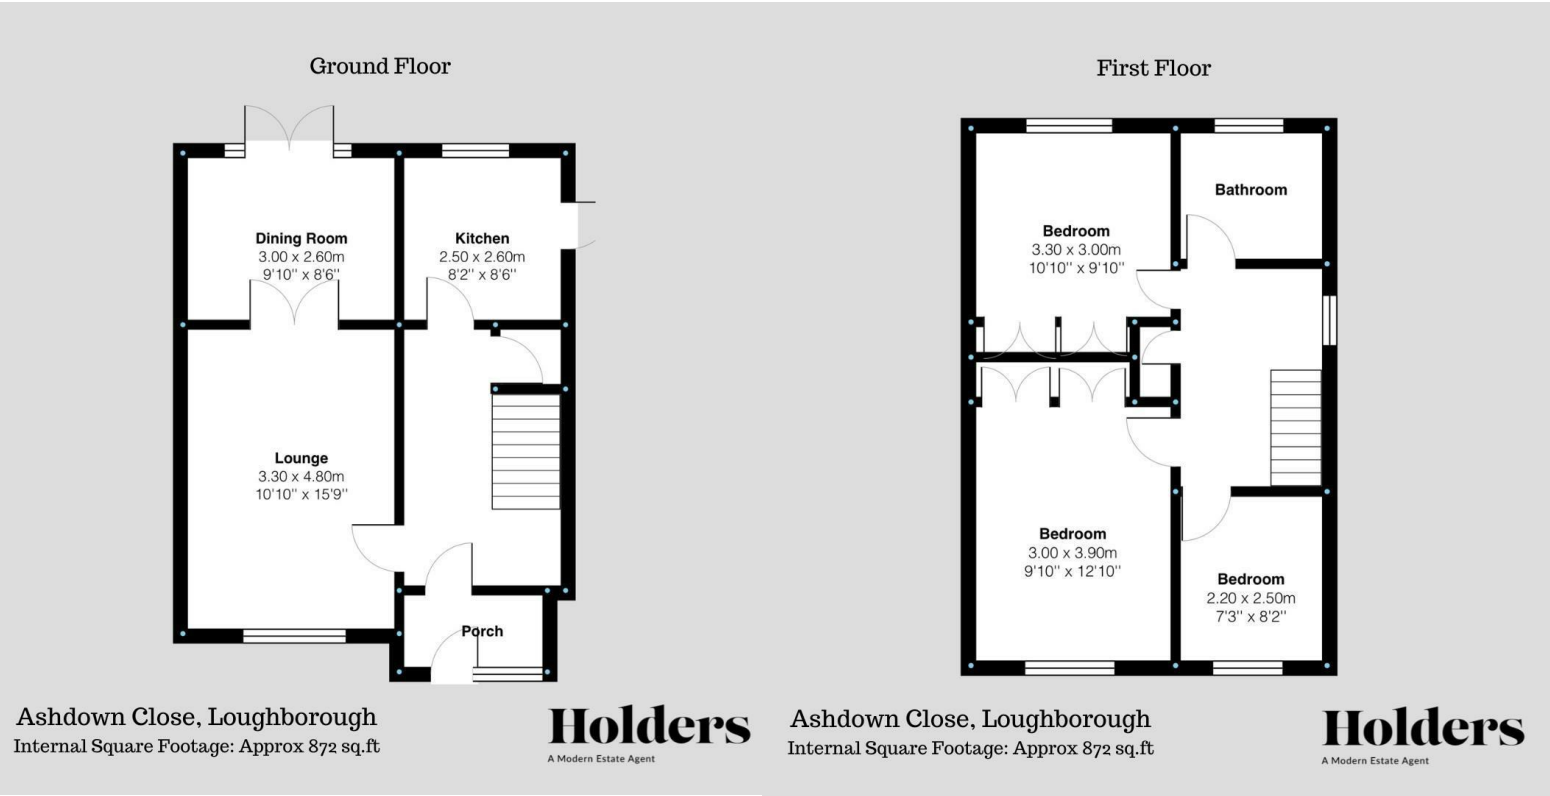 Ground Floor
Dining Room
3.00 x 2.60m
9'10'' x 8'6''
Kitchen
2.50 x 2.60m
8'2'' x 8'6''
Lounge
3.30 x 4.80m
10'10'' x 15'9''
Porch
Ashdown Close, Loughborough
Internal Square Footage: Approx 872 sq.ft
Holders
A Modern Estate Agent
First Floor
Bathroom
Bedroom
3.30 x 3.00m
10'10'' x 9'10''
Bedroom
3.00 x 3.90m
9'10'' x 12'10''
Bedroom
2.20 x 2.50m
7'3'' x 8'2''
Ashdown Close, Loughborough
Internal Square Footage: Approx 872 sq.ft
Holders
A Modern Estate Agent